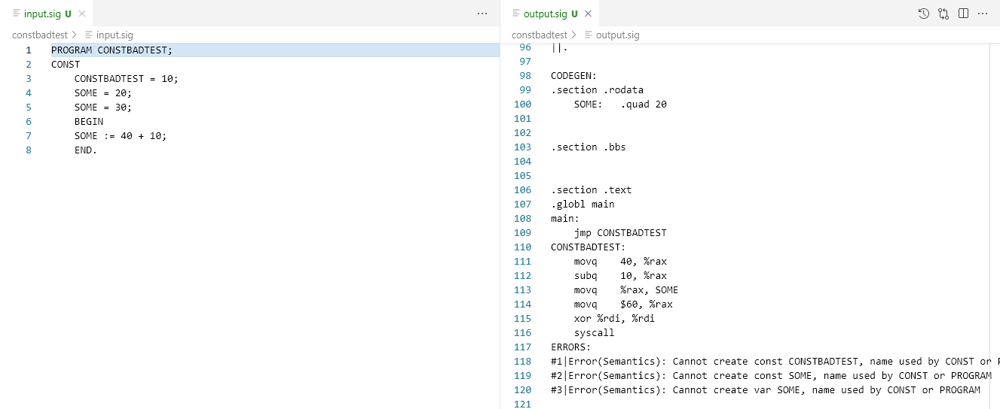 input.sig U
constbadtest > input.sig
1 PROGRAM CONSTBADTEST;
2 CONST
3 CONSTBADTEST = 10;
4 SOME = 20;
5 SOME = 30;
6 BEGIN
7 SOME := 40 + 10;
8 END.
output.sig U
constbadtest > output.sig
96 ||.
97
98 CODEGEN:
99 .section .rodata
100 SOME: .quad 20
101
102
103 .section .bbs
104
105
106 .section .text
107 .globl main
108 main:
109 jmp CONSTBADTEST
110 CONSTBADTEST:
111 movq 40, %rax
112 subq 10, %rax
113 movq %rax, SOME
114 movq $60, %rax
115 xor %rdi, %rdi
116 syscall
117 ERRORS:
118 #1|Error(Semantics): Cannot create const CONSTBADTEST, name used by CONST or
119 #2|Error(Semantics): Cannot create const SOME, name used by CONST or PROGRAM
120 #3|Error(Semantics): Cannot create var SOME, name used by CONST or PROGRAM
121